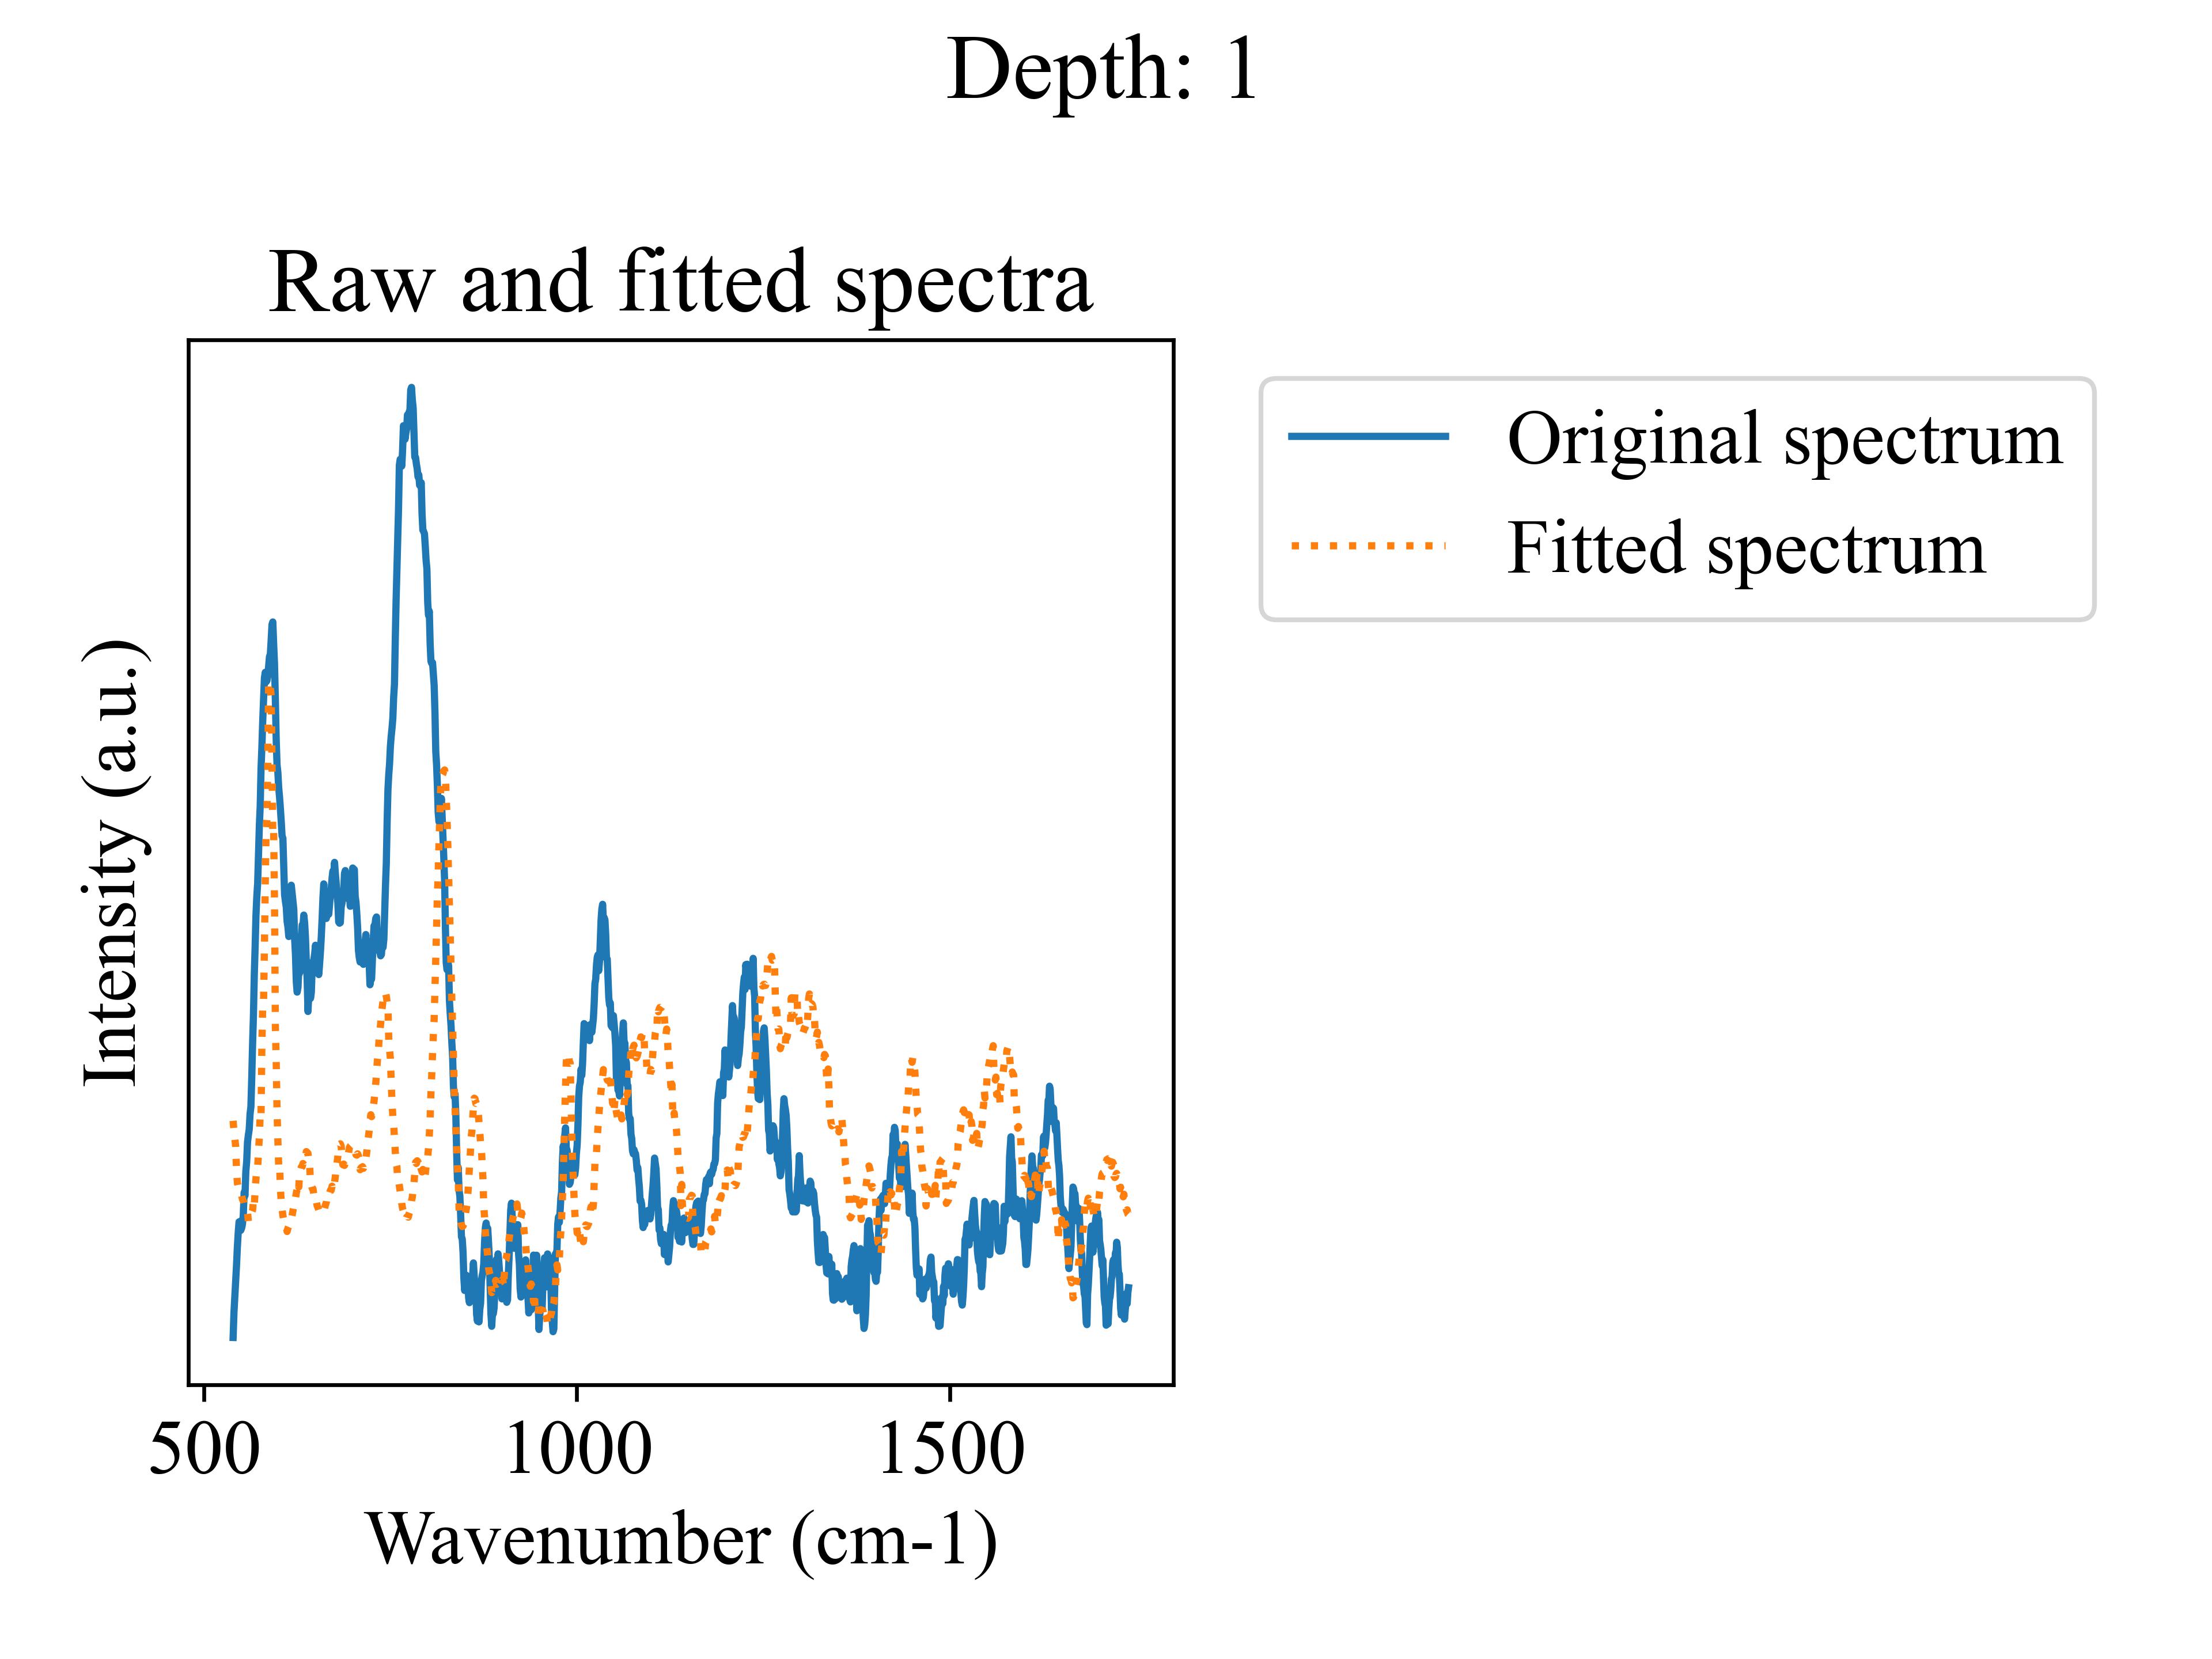 Depth: 1
Raw and fitted spectra
Original spectrum
Fitted spectrum
Intensity (a.u.)
500 1000 1500
Wavenumber (cm-1)